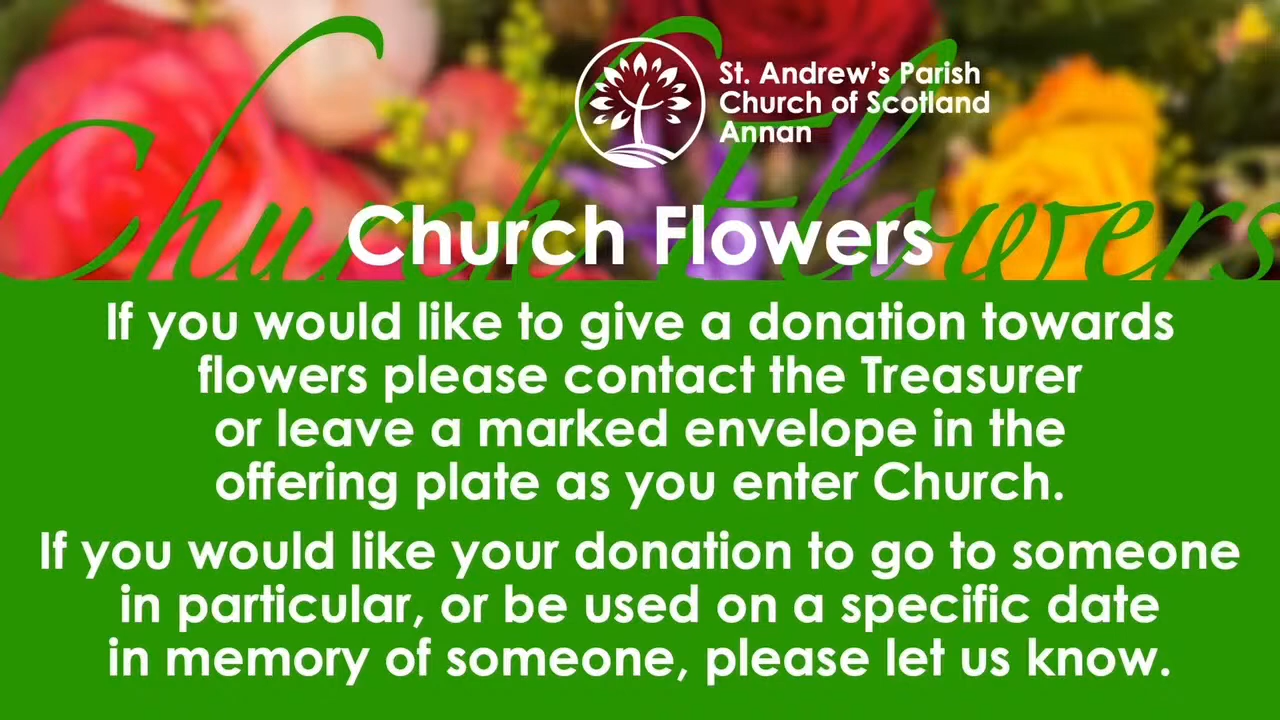 St. Andrew's Parish
Church of Scotland
Annan
Church Flowers
Church Flowers
If you would like to give a donation towards
flowers please contact the Treasurer
or leave a marked envelope in the
offering plate as you enter Church.
If you would like your donation to go to someone
in particular, or be used on a specific date
in memory of someone, please let us know.